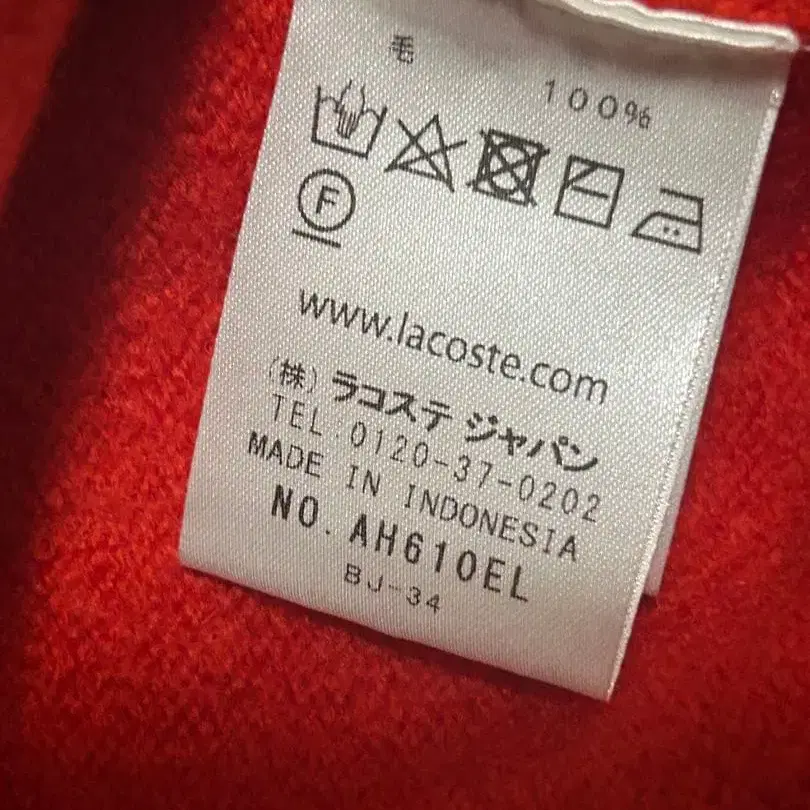 毛 100%
F
www.lacoste.com
(株) ラコステ ジャパン
TEL:0120-37-0202
MADE IN INDONESIA
NO. AH610EL
BJ-34